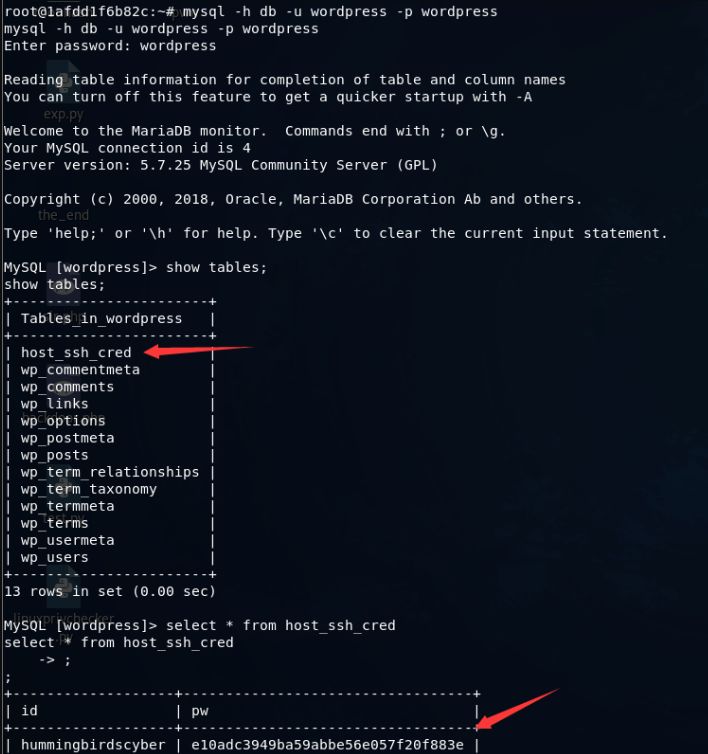 root@1afdd1f6b82c:~# mysql -h db -u wordpress -p wordpress
mysql -h db -u wordpress -p wordpress
Enter password: wordpress
Reading table information for completion of table and column names
You can turn off this feature to get a quicker startup with -A
exp.py
Welcome to the MariaDB monitor.  Commands end with ; or \g.
Your MySQL connection id is 4
Server version: 5.7.25 MySQL Community Server (GPL)
Copyright (c) 2000, 2018, Oracle, MariaDB Corporation Ab and others.
the_end
Type 'help;' or '\h' for help. Type '\c' to clear the current input statement.
MySQL [wordpress]> show tables;
show tables;
+-----------------------+
| Tables_in_wordpress   |
+-----------------------+
| host_ssh_cred         |
| wp_commentmeta        |
| wp_comments           |
| wp_links              |
| wp_options            |
| wp_postmeta           |
| wp_posts              |
| wp_term_relationships |
| wp_term_taxonomy      |
| wp_termmeta           |
| wp_terms              |
| wp_usermeta           |
| wp_users              |
+-----------------------+
13 rows in set (0.00 sec)
linuxprivchecker
.py
MySQL [wordpress]> select * from host_ssh_cred
select * from host_ssh_cred
    -> ;
;
+-------------------+----------------------------------+
| id                | pw                               |
+-------------------+----------------------------------+
| hummingbirdscyber | e10adc3949ba59abbe56e057f20f883e |